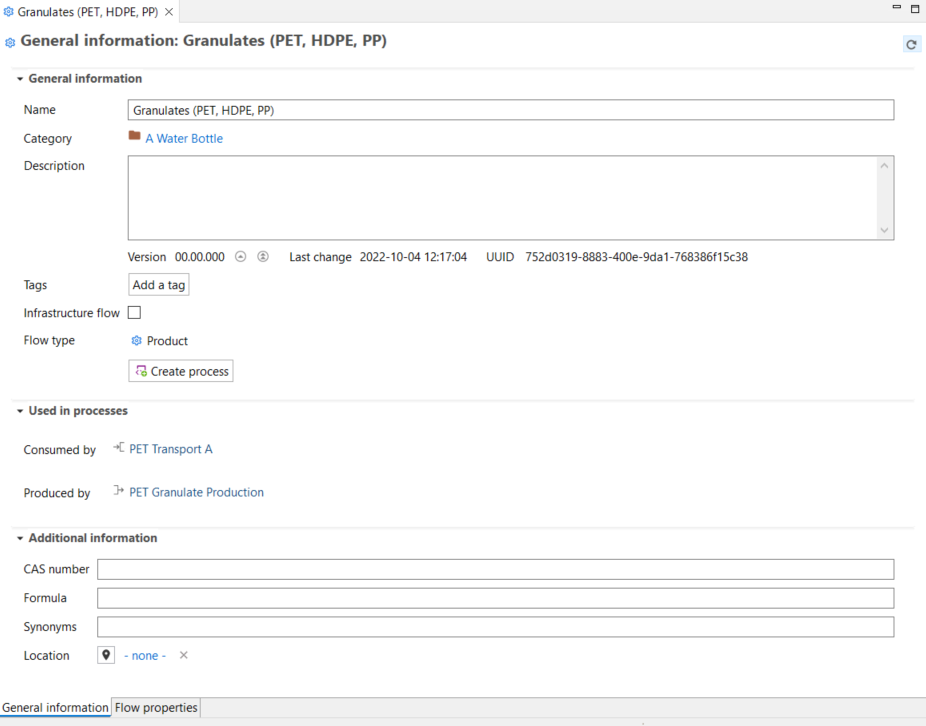 Granulates (PET, HDPE, PP)
General information: Granulates (PET, HDPE, PP)
General information
Name Granulates (PET, HDPE, PP)
Category A Water Bottle
Description
Version 00.00.000 Last change 2022-10-04 12:17:04 UUID 752d0319-8883-400e-9da1-768386f15c38
Tags Add a tag
Infrastructure flow
Flow type Product
Create process
Used in processes
Consumed by PET Transport A
Produced by PET Granulate Production
Additional information
CAS number
Formula
Synonyms
Location - none -
General information Flow properties